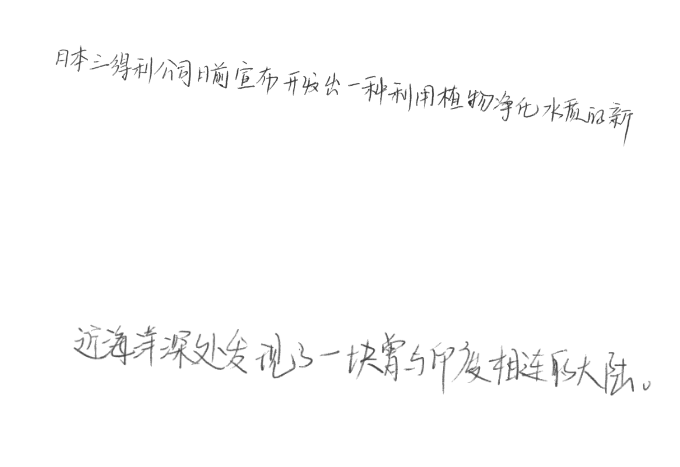 日本三得利公司日前宣布开发出一种利用植物净化水质的新
近海洋深处发现了一块曾与印度相连的大陆。